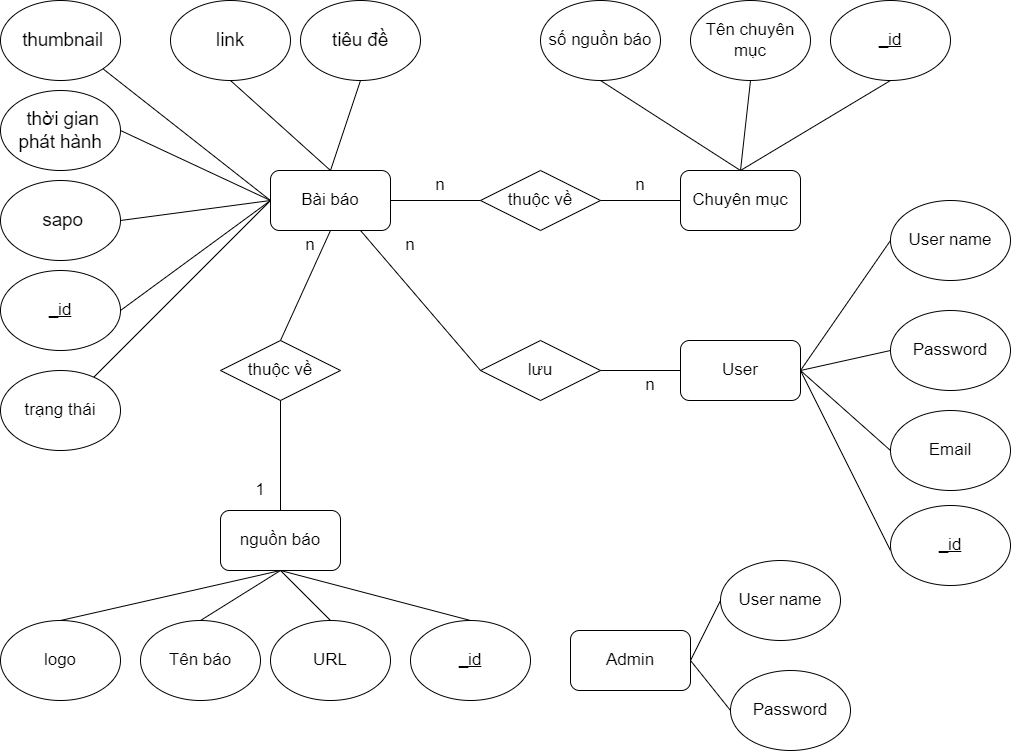 thumbnail
link
tiêu đề
số nguồn báo
Tên chuyên
mục
_id
thời gian
phát hành
sapo
_id
trạng thái
Bài báo
n
thuộc về
n
Chuyên mục
n
n
thuộc về
lưu
n
User
User name
Password
Email
_id
1
nguồn báo
logo
Tên báo
URL
_id
Admin
User name
Password